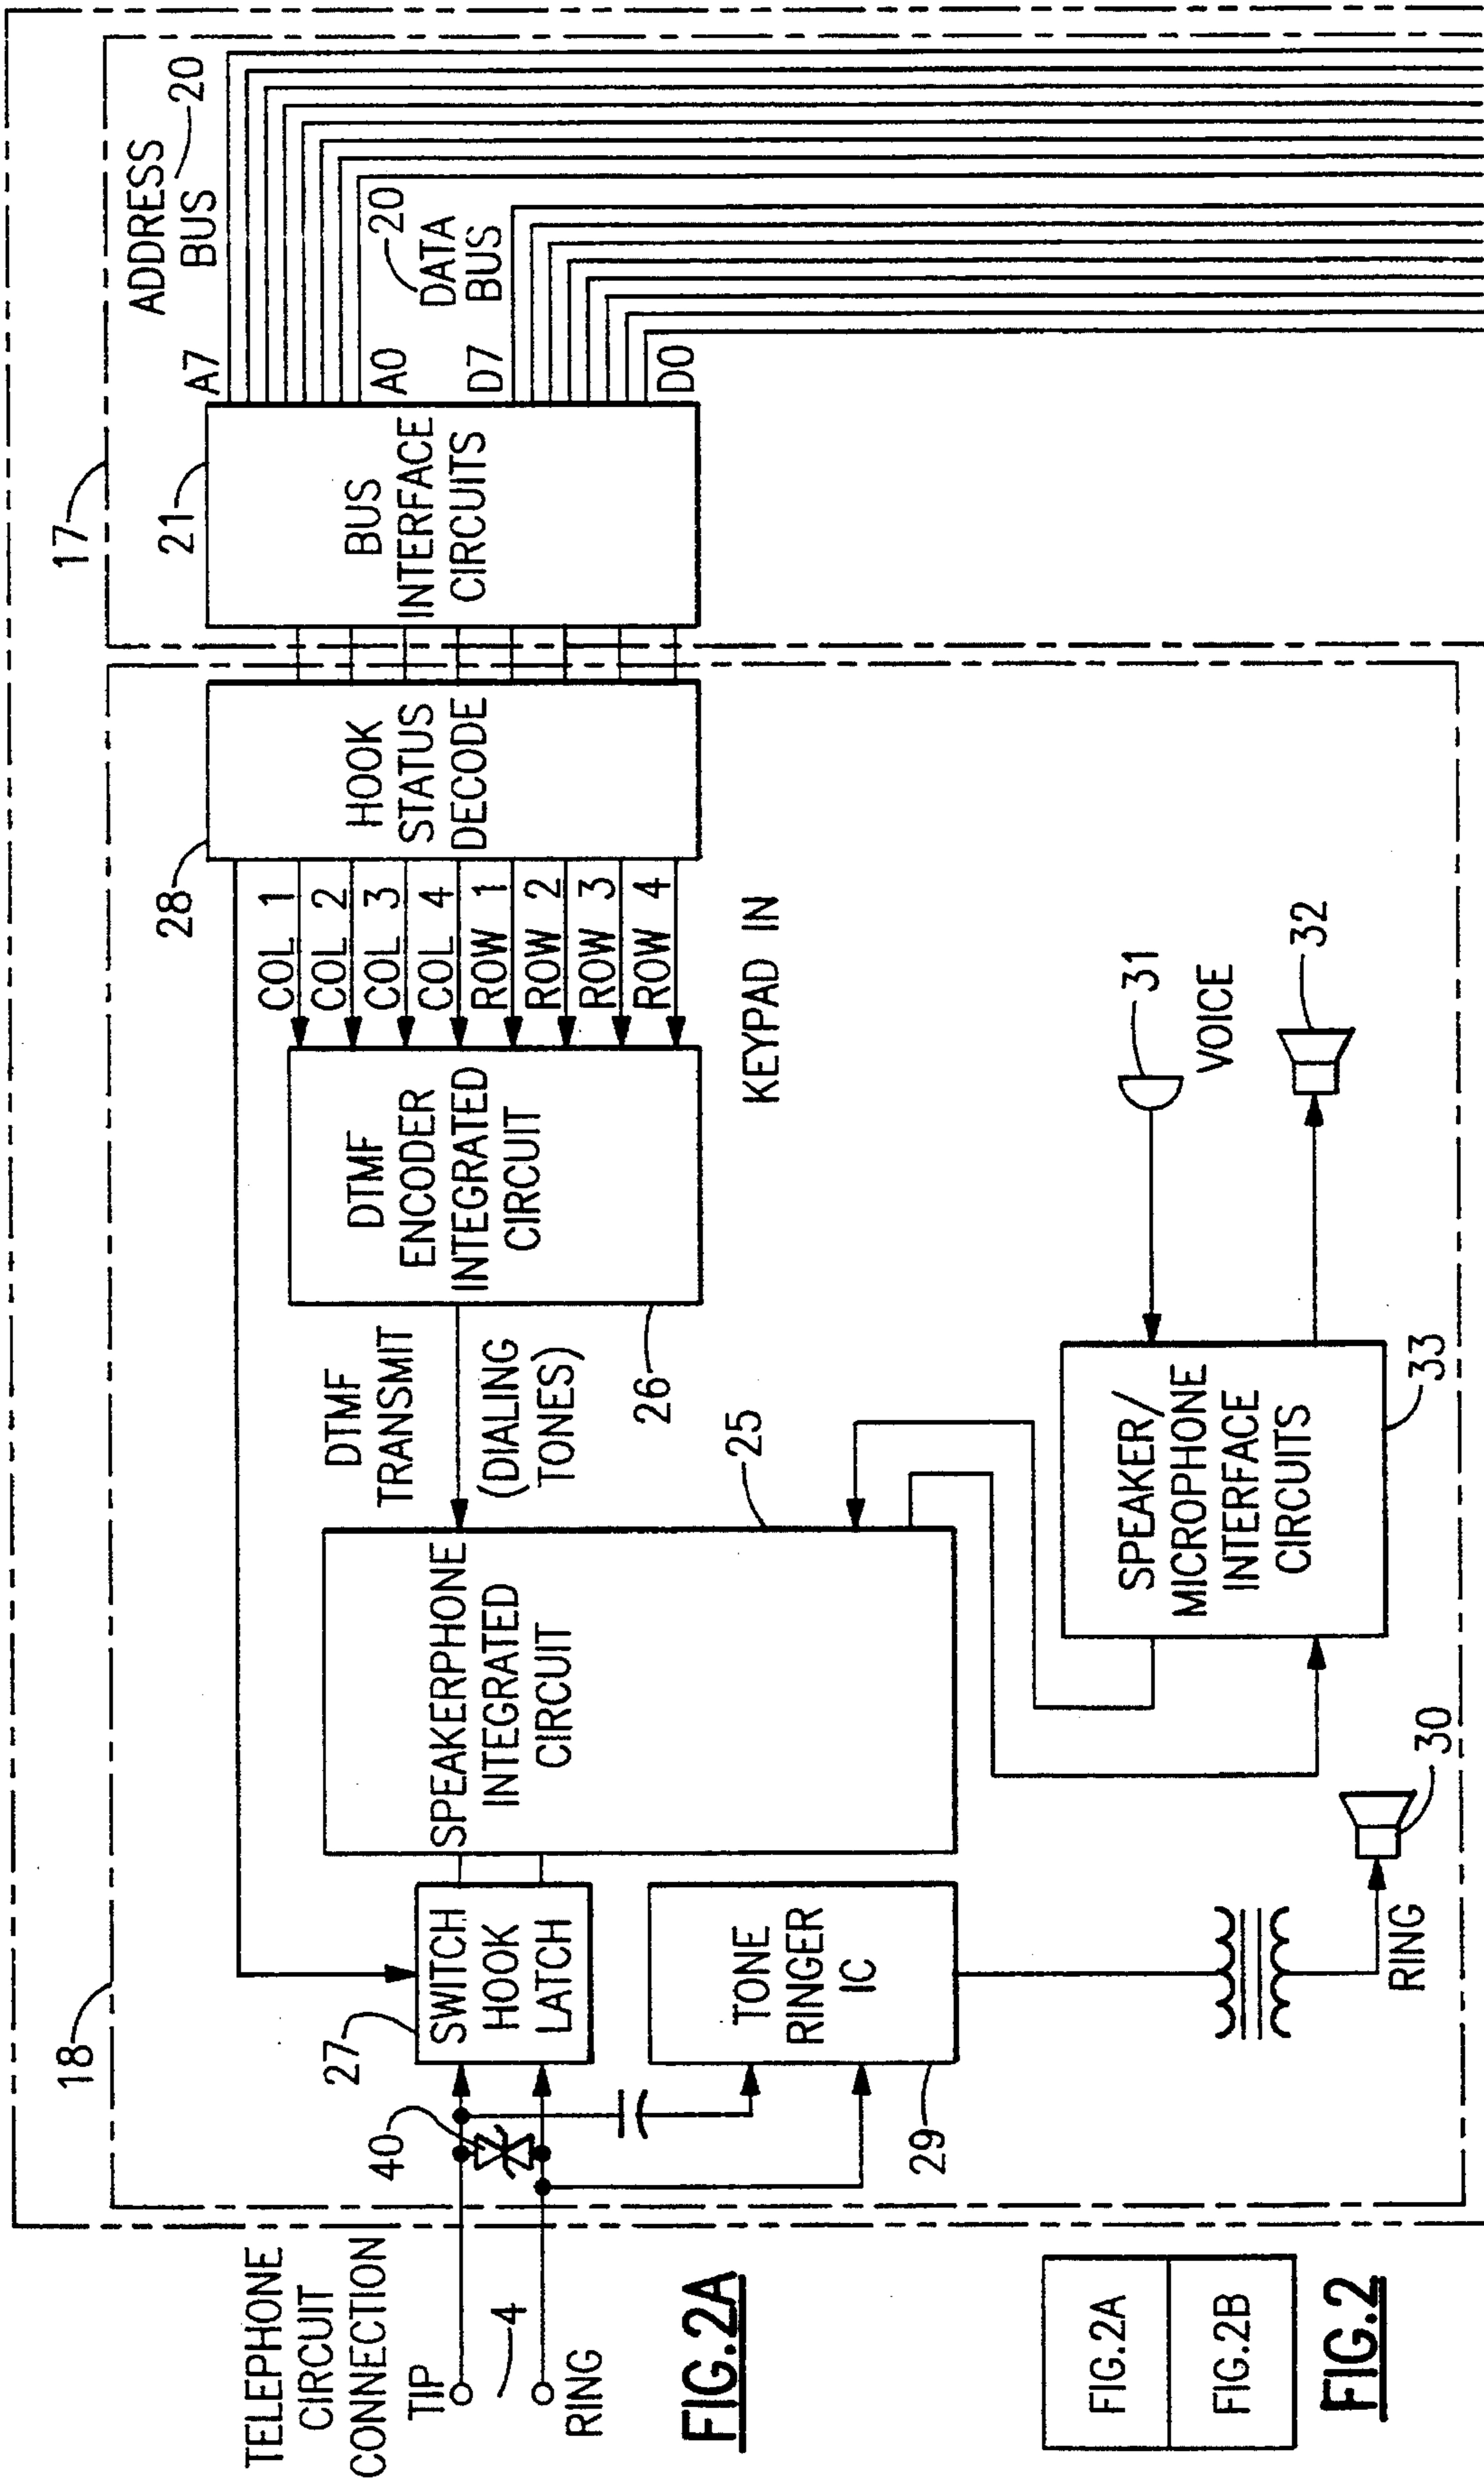 TELEPHONE
CIRCUIT
CONNECTION
TIP
4
RING
40
18
27
SWITCH
HOOK
LATCH
TONE
RINGER
IC
29
SPEAKERPHONE
INTEGRATED
CIRCUIT
25
DTMF
TRANSMIT
(DIALING
TONES)
DTMF
ENCODER
INTEGRATED
CIRCUIT
26
COL 1
COL 2
COL 3
COL 4
ROW 1
ROW 2
ROW 3
ROW 4
KEYPAD IN
28
HOOK
STATUS
DECODE
17
21
BUS
INTERFACE
CIRCUITS
A7
A0
D7
D0
ADDRESS
BUS
20
20
DATA
BUS
RING
30
SPEAKER/
MICROPHONE
INTERFACE
CIRCUITS
33
31
VOICE
32
FIG.2A
FIG.2A
FIG.2B
FIG.2